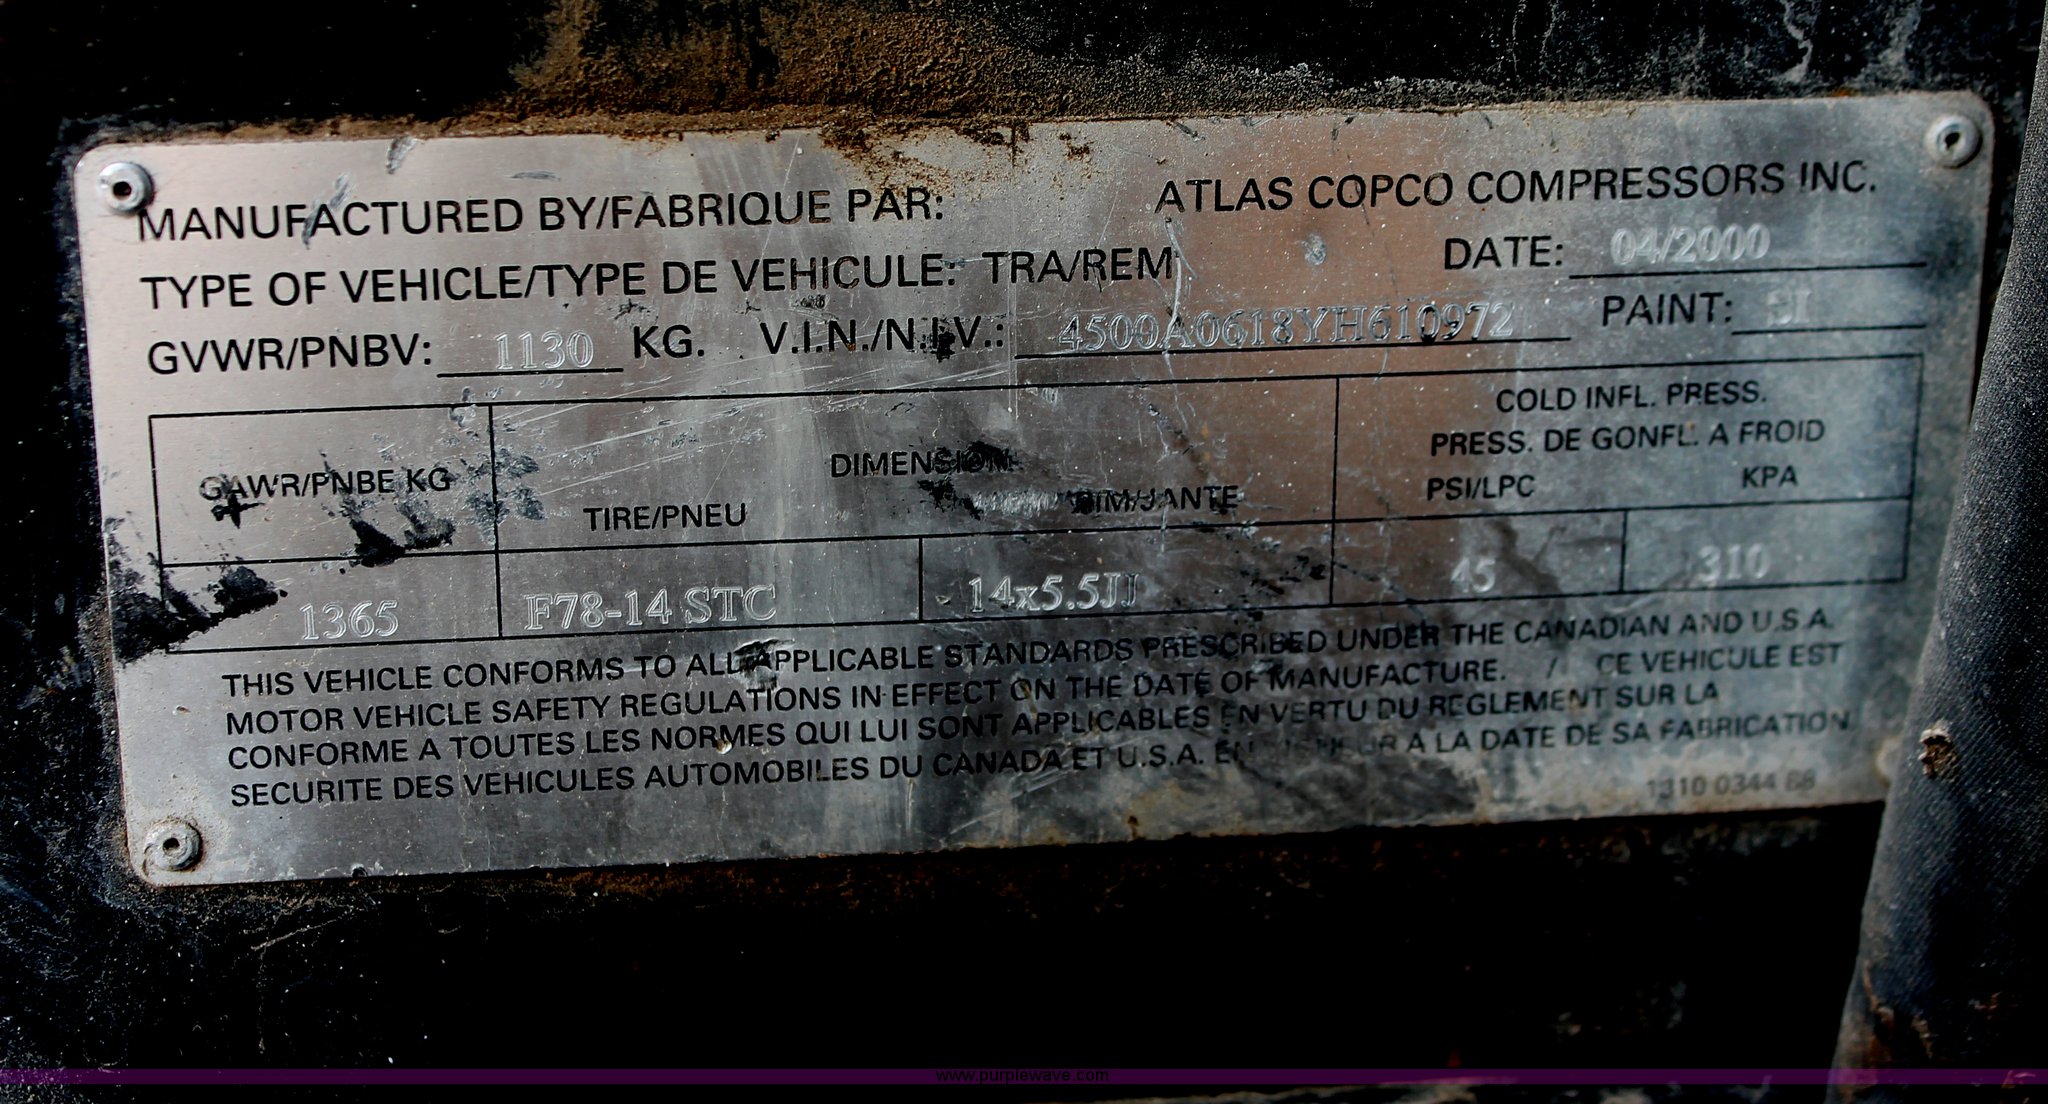 MANUFACTURED BY/FABRIQUE PAR: ATLAS COPCO COMPRESSORS INC.
TYPE OF VEHICLE/TYPE DE VEHICULE: TRA/REM DATE: 04/2000
GVWR/PNBV: 1130 KG. V.I.N./N.I.V.: 4500A0618YH610972 PAINT:
GAWR/PNBE KG DIMENSION COLD INFL. PRESS.
PRESS. DE GONFL. A FROID
TIRE/PNEU RIM/JANTE PSI/LPC KPA
1365 F78-14 STC 14x5.5JJ 45 310
THIS VEHICLE CONFORMS TO ALL APPLICABLE STANDARDS PRESCRIBED UNDER THE CANADIAN AND U.S.A.
MOTOR VEHICLE SAFETY REGULATIONS IN EFFECT ON THE DATE OF MANUFACTURE. / CE VEHICULE EST
CONFORME A TOUTES LES NORMES QUI LUI SONT APPLICABLES EN VERTU DU REGLEMENT SUR LA
SECURITE DES VEHICULES AUTOMOBILES DU CANADA ET U.S.A. EN VIGUEUR A LA DATE DE SA FABRICATION
1310 0344 68
www.purplewave.com